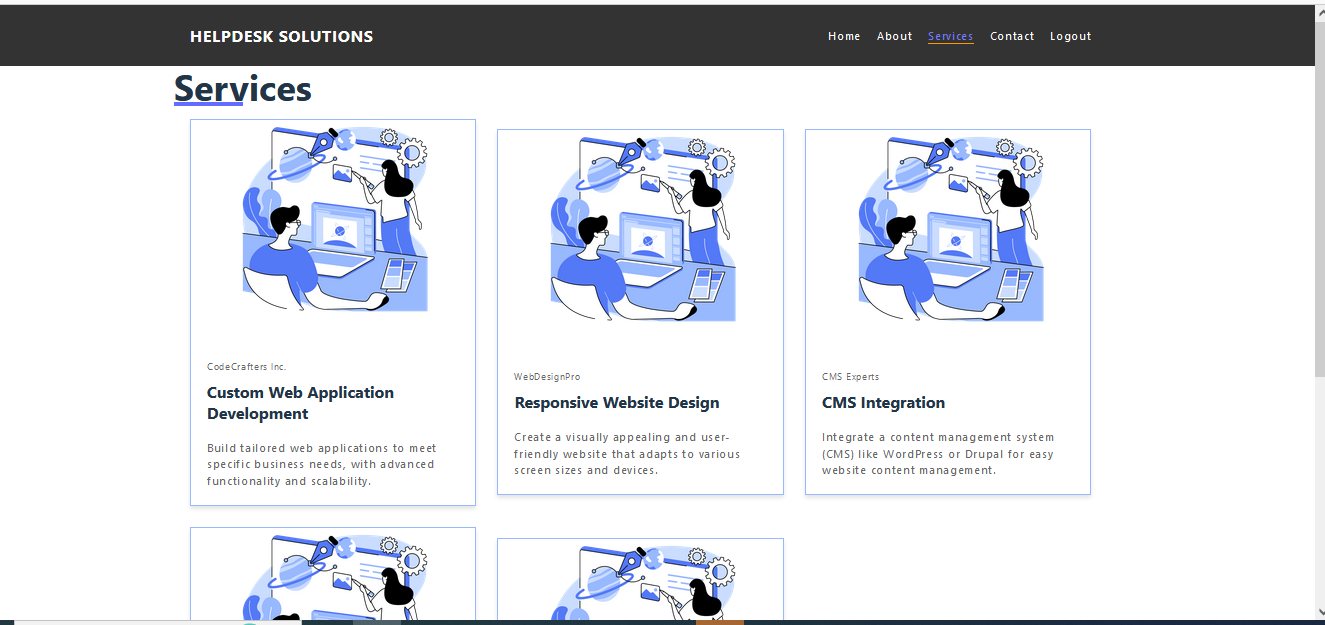 HELPDESK SOLUTIONS
Home About Services Contact Logout
Services
CodeCrafters Inc.
Custom Web Application
Development
Build tailored web applications to meet
specific business needs, with advanced
functionality and scalability.
WebDesignPro
Responsive Website Design
Create a visually appealing and user-
friendly website that adapts to various
screen sizes and devices.
CMS Experts
CMS Integration
Integrate a content management system
(CMS) like WordPress or Drupal for easy
website content management.